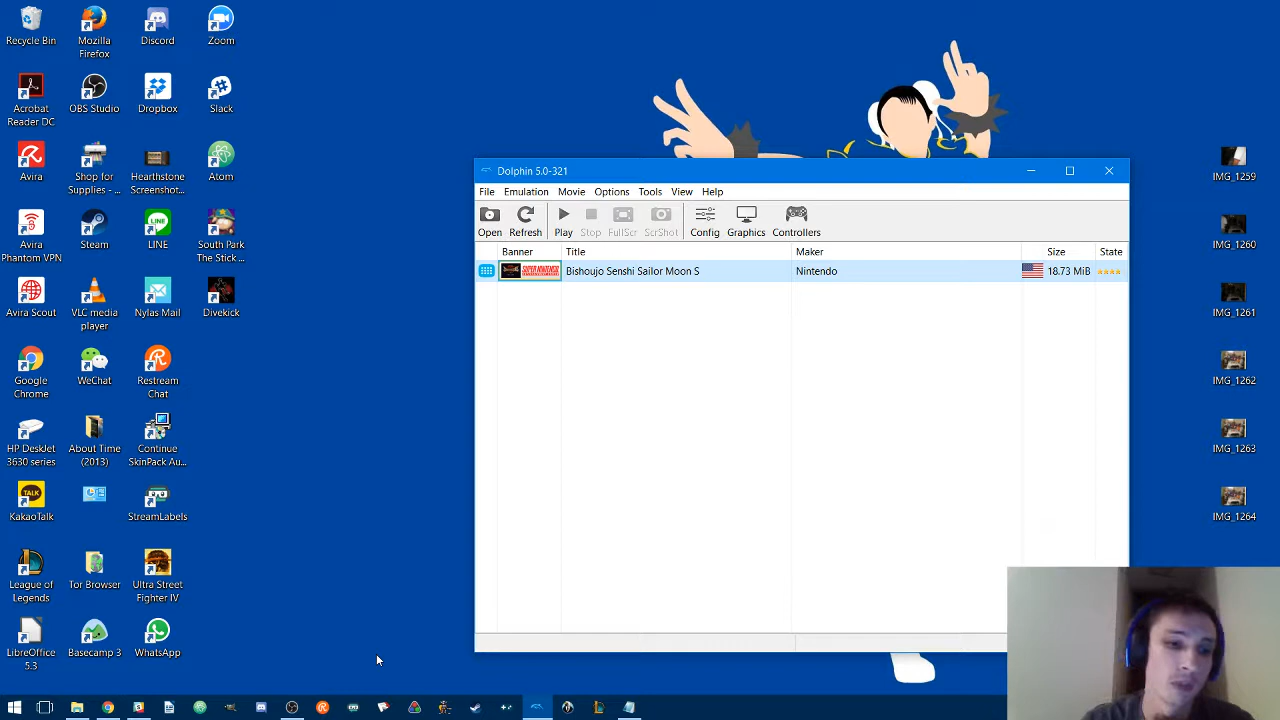 Recycle Bin
Mozilla
Firefox
Discord
Zoom
Acrobat
Reader DC
OBS Studio
Dropbox
Slack
Avira
Shop for
Supplies - ...
Hearthstone
Screenshot...
Atom
Avira
Phantom VPN
Steam
LINE
South Park
The Stick ...
Avira Scout
VLC media
player
Nylas Mail
Divekick
Google
Chrome
WeChat
Restream
Chat
HP DeskJet
3630 series
About Time
(2013)
Continue
SkinPack Au...
TALK
KakaoTalk
StreamLabels
League of
Legends
Tor Browser
Ultra Street
Fighter IV
LibreOffice
5.3
Basecamp 3
WhatsApp
Dolphin 5.0-321
File Emulation Movie Options Tools View Help
Open Refresh Play Stop FullScr ScrShot Config Graphics Controllers
Banner Title Maker Size State
SUPER NINTENDO Bishoujo Senshi Sailor Moon S Nintendo 18.73 MiB
IMG_1259
IMG_1260
IMG_1261
IMG_1262
IMG_1263
IMG_1264